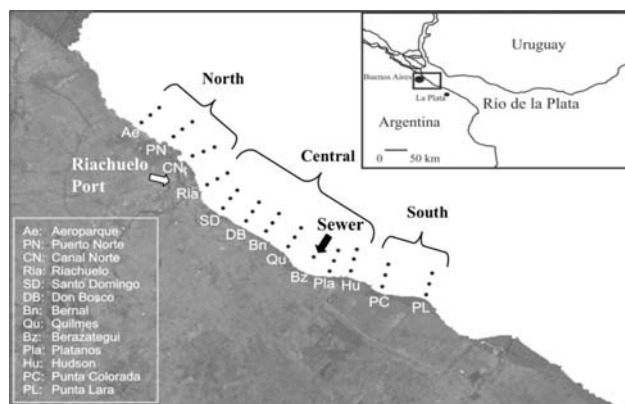 North
Central
South
Sewer
Riachuelo
Port
Ae
PN
CN
Ria
SD
DB
Bn
Qu
Bz
Pla
Hu
PC
PL
Ae: Aeroparque
PN: Puerto Norte
CN: Canal Norte
Ria: Riachuelo
SD: Santo Domingo
DB: Don Bosco
Bn: Bernal
Qu: Quilmes
Bz: Berazategui
Pla: Platanos
Hu: Hudson
PC: Punta Colorada
PL: Punta Lara
Uruguay
Buenos Aires
La Plata
Río de la Plata
Argentina
0 50 km